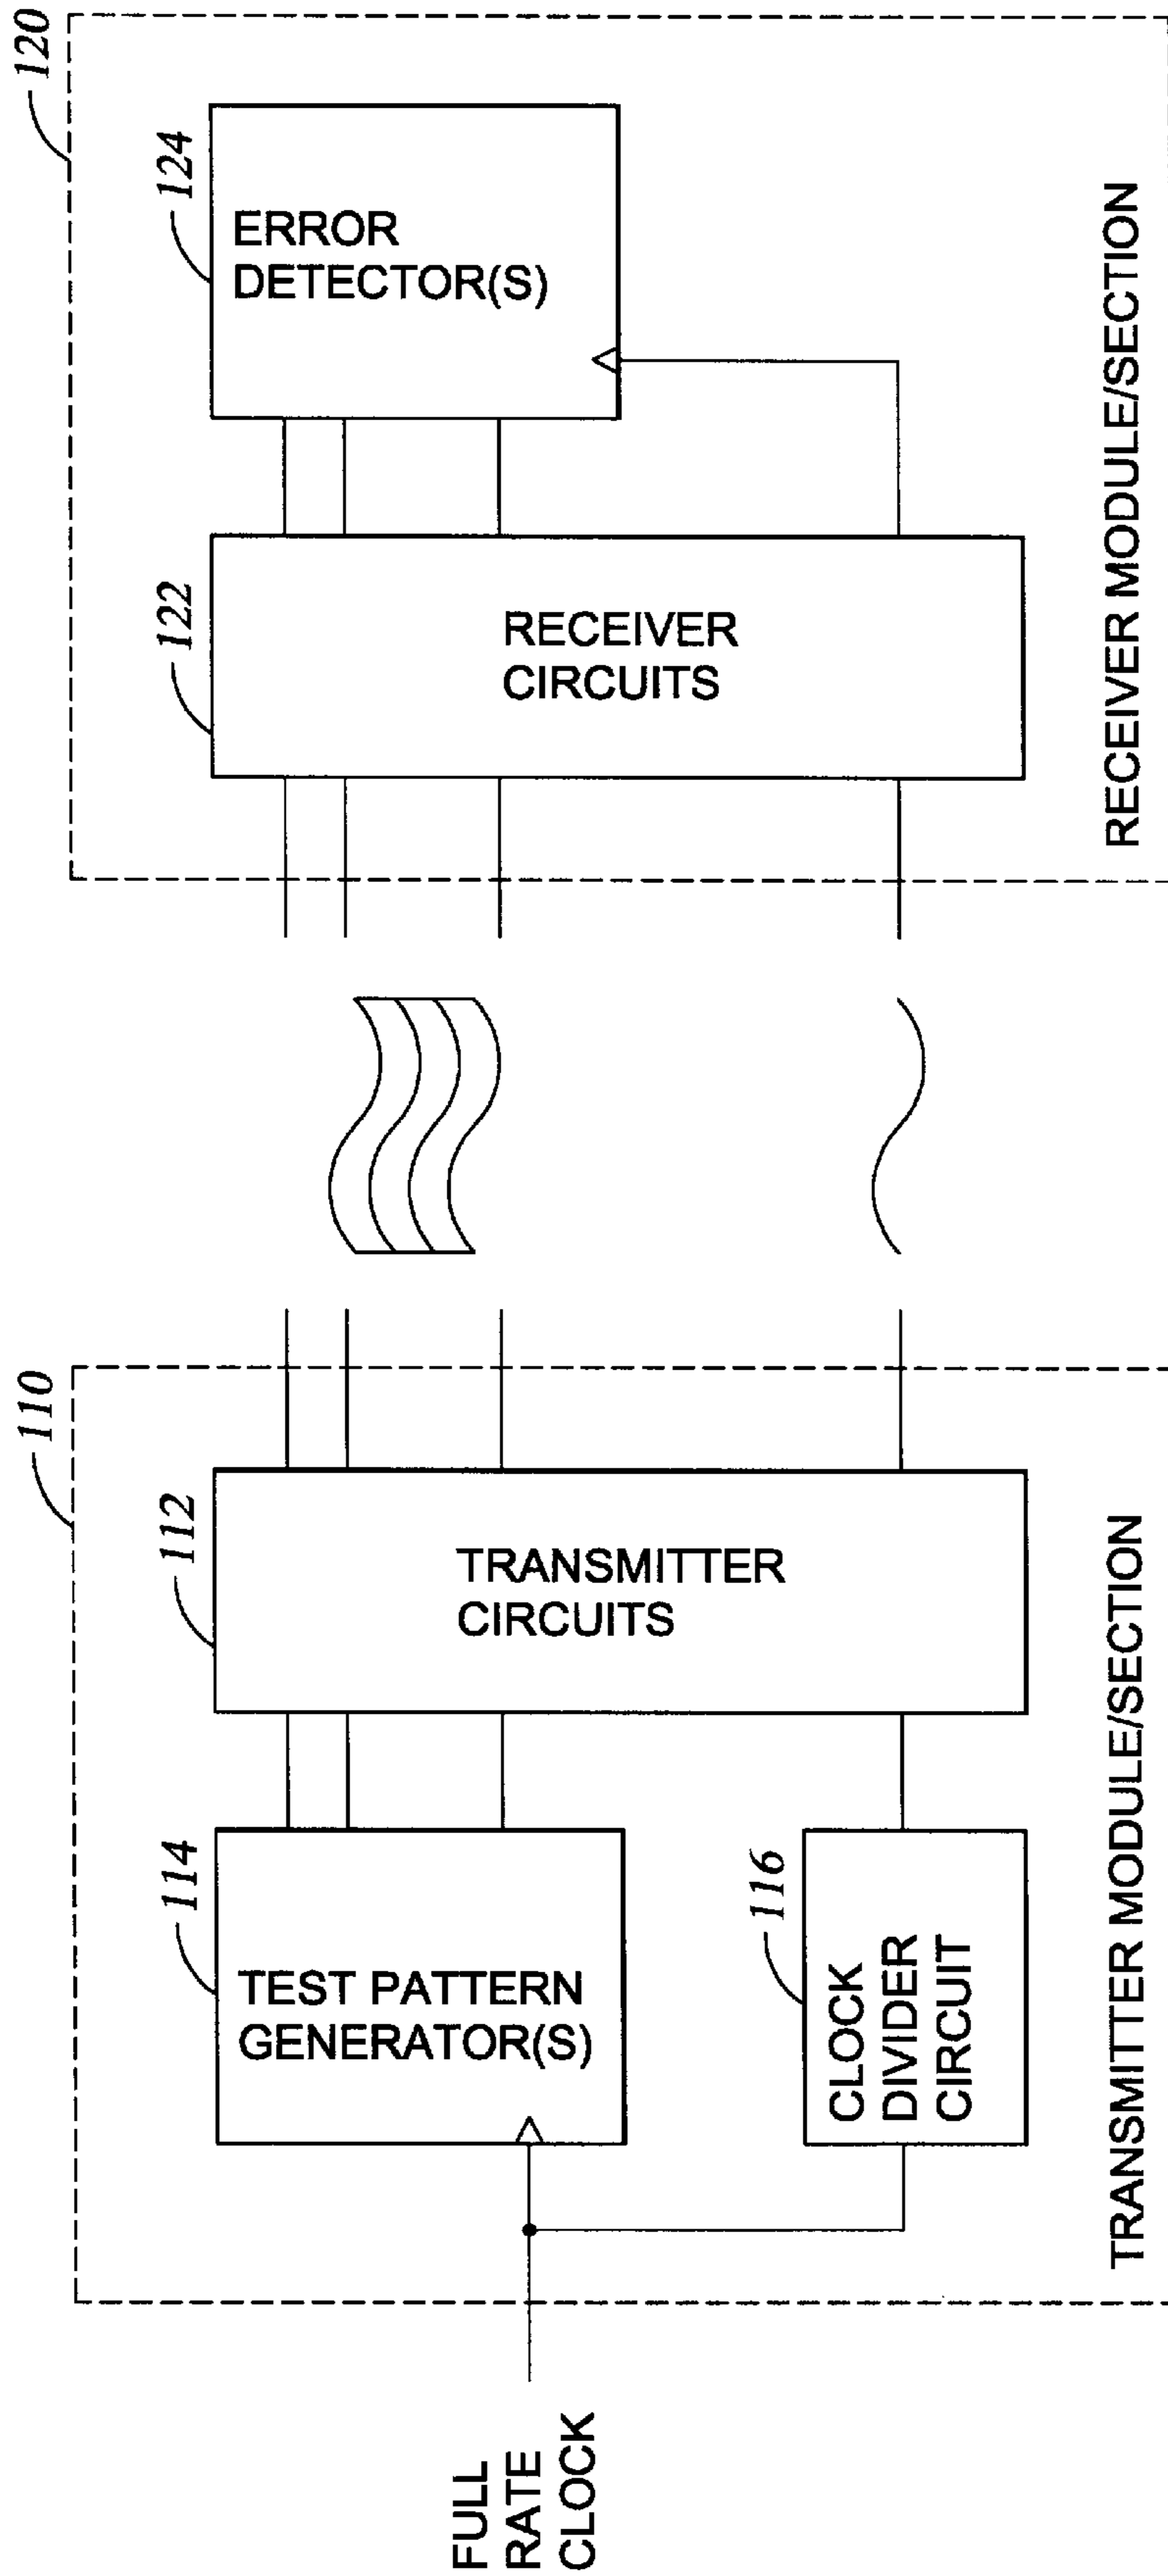 110
120
114
112
122
124
TEST PATTERN
GENERATOR(S)
TRANSMITTER
CIRCUITS
RECEIVER
CIRCUITS
ERROR
DETECTOR(S)
FULL
RATE
CLOCK
116
CLOCK
DIVIDER
CIRCUIT
TRANSMITTER MODULE/SECTION
RECEIVER MODULE/SECTION